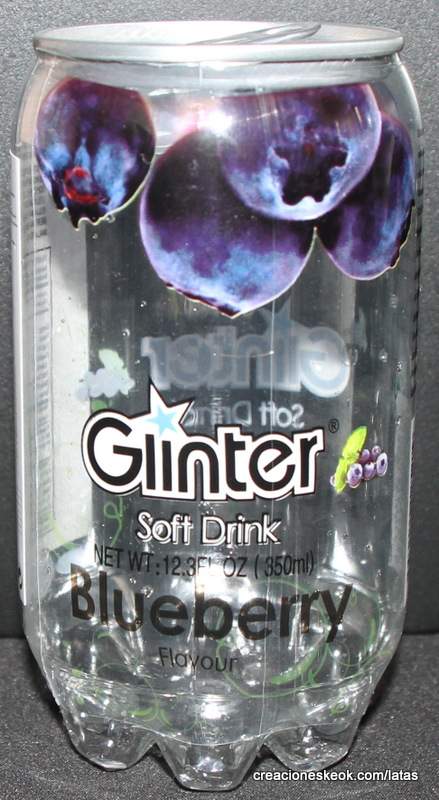 Glinter®
Soft Drink
NET WT:12.3FL OZ (350ml)
Blueberry
Flavour
creacioneskeok.com/latas